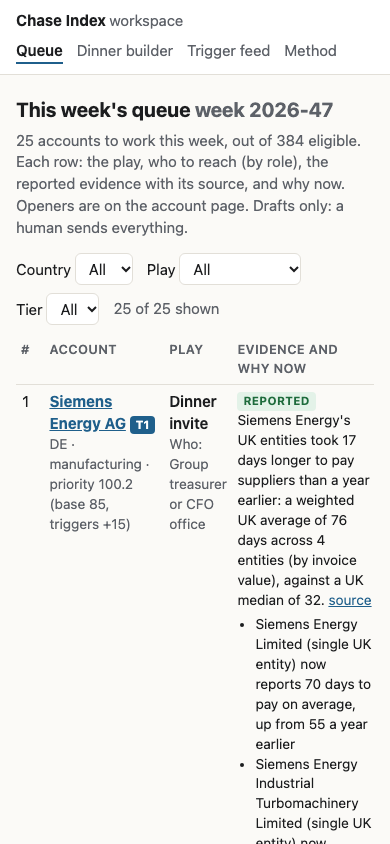 Chase Index workspace
Queue Dinner builder Trigger feed Method
This week's queue week 2026-47
25 accounts to work this week, out of 384 eligible.
Each row: the play, who to reach (by role), the
reported evidence with its source, and why now.
Openers are on the account page. Drafts only: a
human sends everything.
Country All Play All
Tier All 25 of 25 shown
# ACCOUNT PLAY EVIDENCE AND
WHY NOW
1
Siemens
Energy AG T1
DE ·
manufacturing ·
priority 100.2
(base 85,
triggers +15)
Dinner
invite
Who:
Group
treasurer
or CFO
office
REPORTED
Siemens Energy's
UK entities took 17
days longer to pay
suppliers than a year
earlier: a weighted
UK average of 76
days across 4
entities (by invoice
value), against a UK
median of 32. source
• Siemens Energy
Limited (single UK
entity) now
reports 70 days to
pay on average,
up from 55 a year
earlier
• Siemens Energy
Industrial
Turbomachinery
Limited (single UK
entity) now